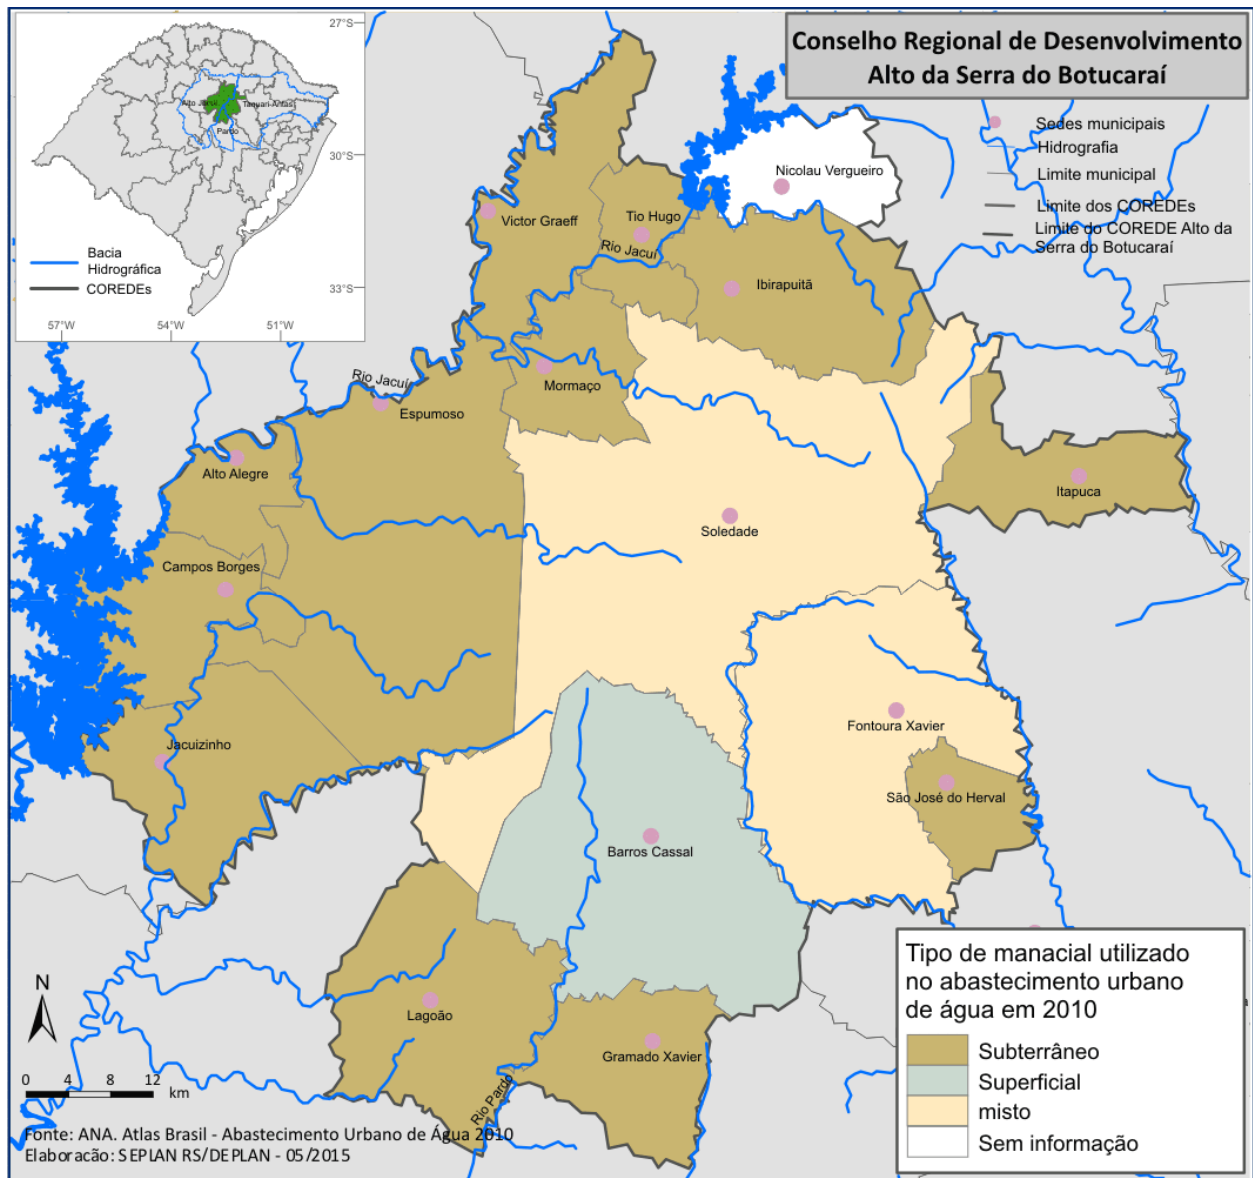 Conselho Regional de Desenvolvimento
Alto da Serra do Botucaraí
27°S
30°S
33°S
57°W
54°W
51°W
Alto Jacuí
Taquari-Antas
Pardo
Bacia
Hidrográfica
COREDEs
Sedes municipais
Hidrografia
Limite municipal
Limite dos COREDEs
Limite do COREDE Alto da
Serra do Botucaraí
Nicolau Vergueiro
Victor Graeff
Tio Hugo
Rio Jacuí
Ibirapuitã
Mormaço
Rio Jacuí
Espumoso
Alto Alegre
Itapuca
Soledade
Campos Borges
Fontoura Xavier
Jacuizinho
São José do Herval
Barros Cassal
Lagoão
Gramado Xavier
Rio Pardo
N
0 4 8 12
km
Fonte: ANA. Atlas Brasil - Abastecimento Urbano de Água 2010
Elaboracão: SEPLAN RS/DEPLAN - 05/2015
Tipo de manacial utilizado
no abastecimento urbano
de água em 2010
Subterrâneo
Superficial
misto
Sem informação